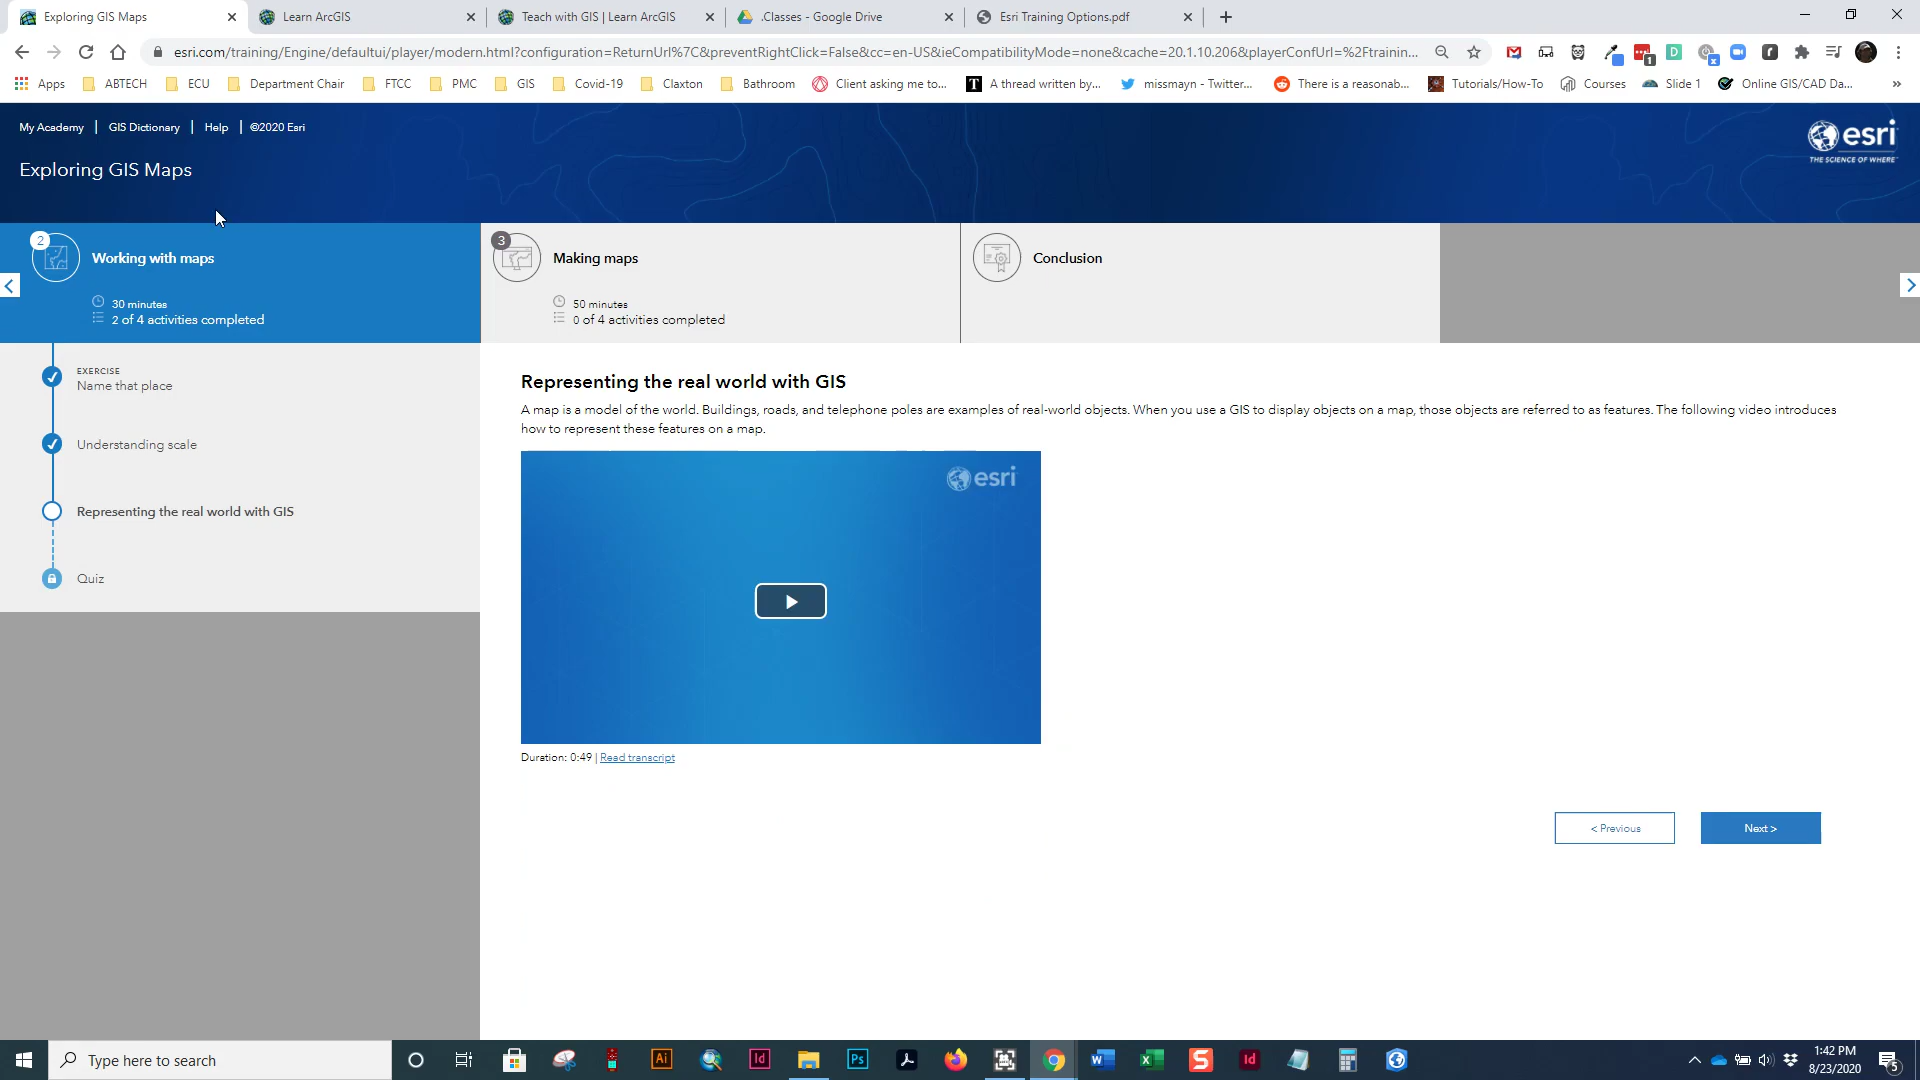 Exploring GIS Maps
Learn ArcGIS
Teach with GIS | Learn ArcGIS
.Classes - Google Drive
Esri Training Options.pdf
esri.com/training/Engine/defaultui/player/modern.html?configuration=ReturnUrl%7C&preventRightClick=False&cc=en-US&ieCompatibilityMode=none&cache=20.1.10.206&playerConfUrl=%2Ftrainin...
Apps ABTECH ECU Department Chair FTCC PMC GIS Covid-19 Claxton Bathroom Client asking me to... T A thread written by... missmayn - Twitter... There is a reasonab... Tutorials/How-To Courses Slide 1 Online GIS/CAD Da... »
My Academy | GIS Dictionary | Help | ©2020 Esri
esri
THE SCIENCE OF WHERE
Exploring GIS Maps
2
Working with maps
30 minutes
2 of 4 activities completed
3
Making maps
50 minutes
0 of 4 activities completed
Conclusion
EXERCISE
Name that place
Understanding scale
Representing the real world with GIS
Quiz
Representing the real world with GIS
A map is a model of the world. Buildings, roads, and telephone poles are examples of real-world objects. When you use a GIS to display objects on a map, those objects are referred to as features. The following video introduces
how to represent these features on a map.
esri
Duration: 0:49 | Read transcript
< Previous
Next >
Type here to search
1:42 PM
8/23/2020
5